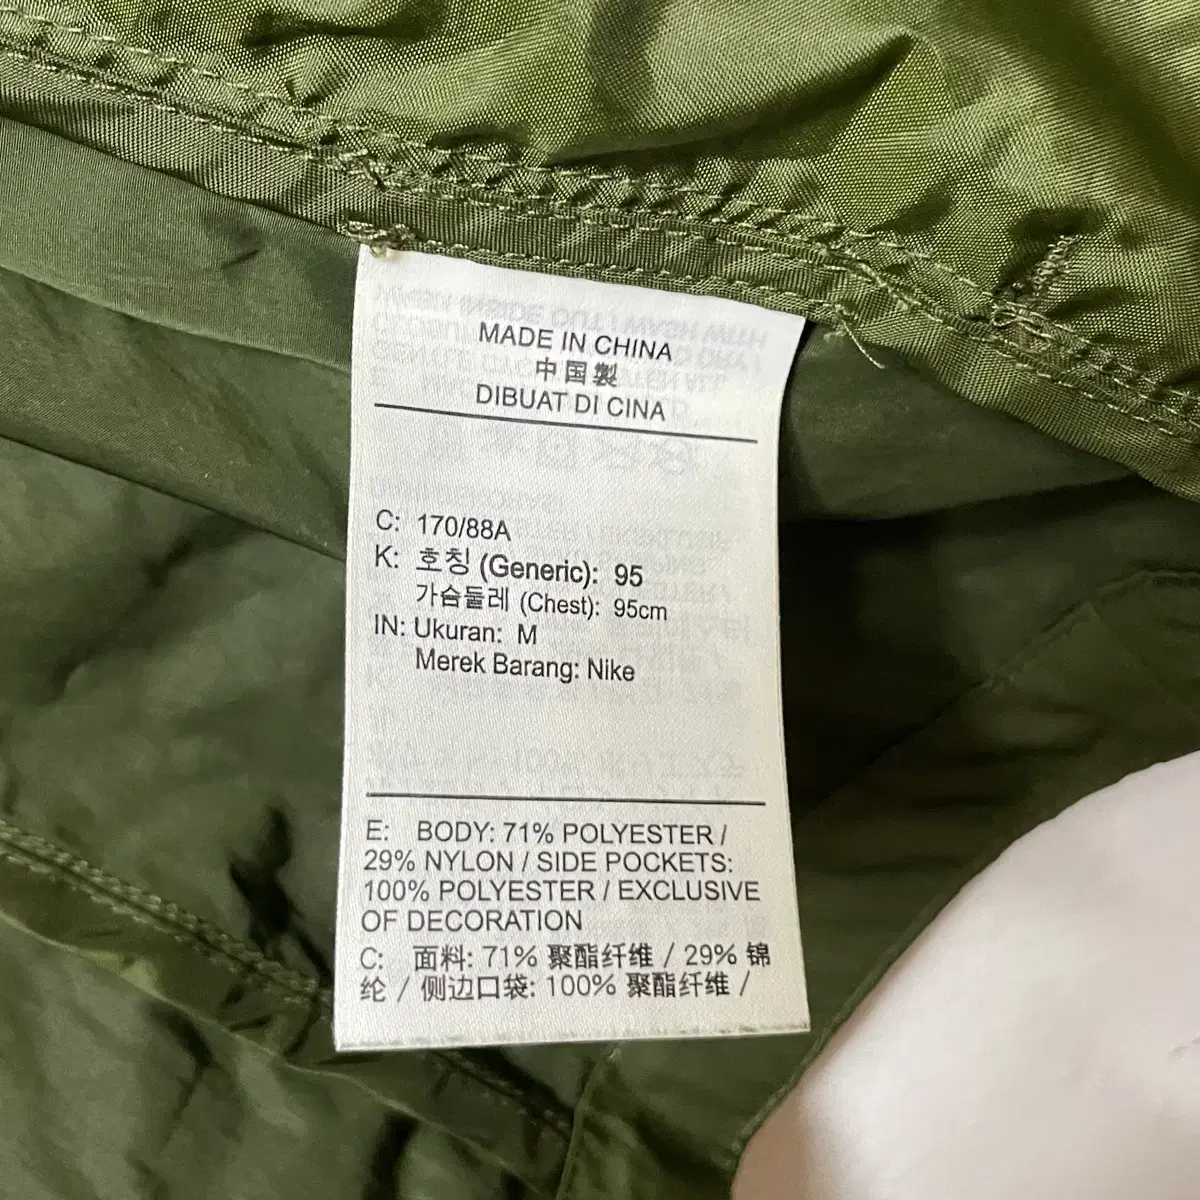 MADE IN CHINA
中国製
DIBUAT DI CINA
C: 170/88A
K: 호칭 (Generic): 95
가슴둘레 (Chest): 95cm
IN: Ukuran: M
Merek Barang: Nike
E: BODY: 71% POLYESTER /
29% NYLON / SIDE POCKETS:
100% POLYESTER / EXCLUSIVE
OF DECORATION
C: 面料: 71% 聚酯纤维 / 29% 锦
纶 / 侧边口袋: 100% 聚酯纤维 /